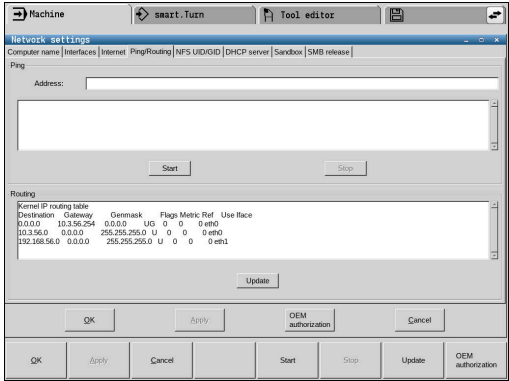 Machine
smart.Turn
Tool editor
Network settings
Computer name Interfaces Internet Ping/Routing NFS UID/GID DHCP server Sandbox SMB release
Ping
Address:
Start
Stop
Routing
Kernel IP routing table
Destination Gateway Genmask Flags Metric Ref Use Iface
0.0.0.0 10.3.56.254 0.0.0.0 UG 0 0 0 eth0
10.3.56.0 0.0.0.0 255.255.255.0 U 0 0 0 eth0
192.168.56.0 0.0.0.0 255.255.255.0 U 0 0 0 eth1
Update
OK
Apply
OEM
authorization
Cancel
OK
Apply
Cancel
Start
Stop
Update
OEM
authorization